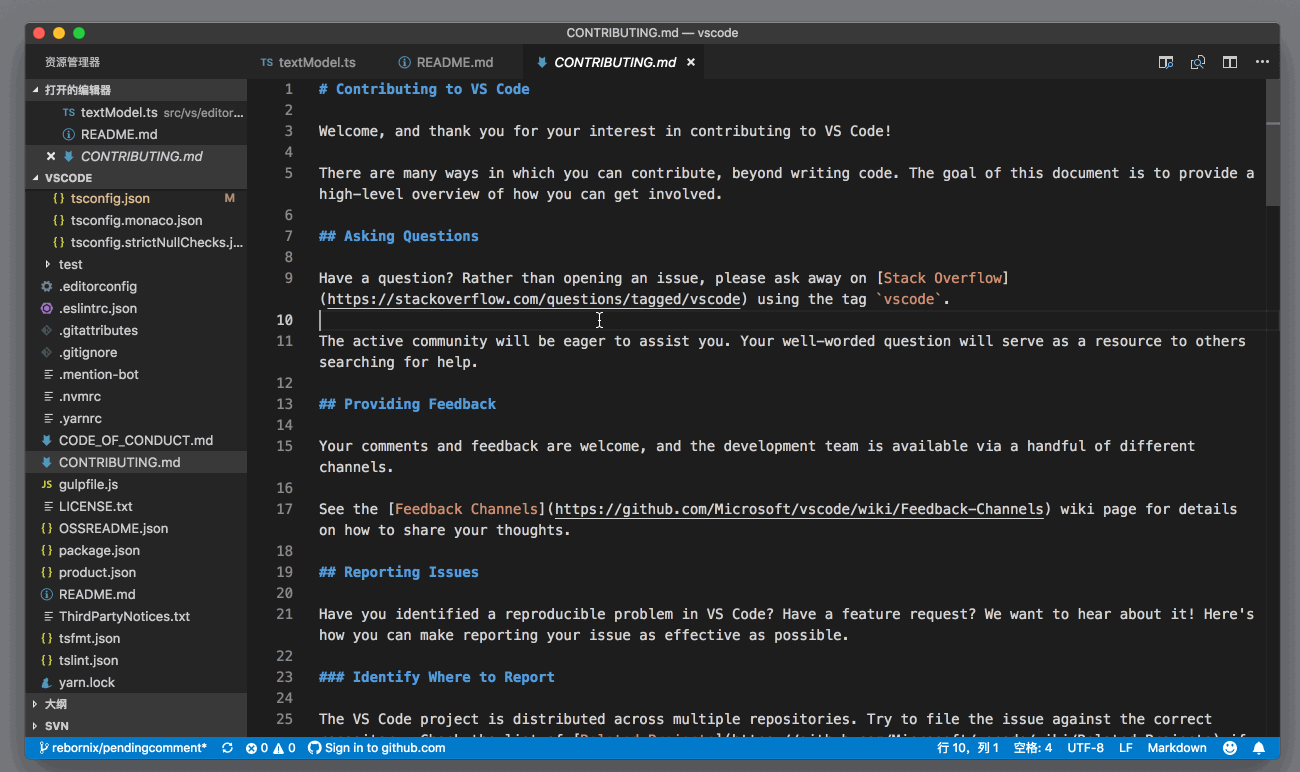 CONTRIBUTING.md — vscode
资源管理器
TS textModel.ts
README.md
CONTRIBUTING.md
打开的编辑器
TS textModel.ts src/vs/editor...
README.md
CONTRIBUTING.md
VSCODE
{ } tsconfig.json M
{ } tsconfig.monaco.json
{ } tsconfig.strictNullChecks.j...
test
.editorconfig
.eslintrc.json
.gitattributes
.gitignore
.mention-bot
.nvmrc
.yarnrc
CODE_OF_CONDUCT.md
CONTRIBUTING.md
JS gulpfile.js
LICENSE.txt
{ } OSSREADME.json
{ } package.json
{ } product.json
README.md
ThirdPartyNotices.txt
{ } tsfmt.json
{ } tslint.json
yarn.lock
大纲
SVN
1 # Contributing to VS Code
2
3 Welcome, and thank you for your interest in contributing to VS Code!
4
5 There are many ways in which you can contribute, beyond writing code. The goal of this document is to provide a
high-level overview of how you can get involved.
6
7 ## Asking Questions
8
9 Have a question? Rather than opening an issue, please ask away on [Stack Overflow]
(https://stackoverflow.com/questions/tagged/vscode) using the tag `vscode`.
10
11 The active community will be eager to assist you. Your well-worded question will serve as a resource to others
searching for help.
12
13 ## Providing Feedback
14
15 Your comments and feedback are welcome, and the development team is available via a handful of different
channels.
16
17 See the [Feedback Channels](https://github.com/Microsoft/vscode/wiki/Feedback-Channels) wiki page for details
on how to share your thoughts.
18
19 ## Reporting Issues
20
21 Have you identified a reproducible problem in VS Code? Have a feature request? We want to hear about it! Here's
how you can make reporting your issue as effective as possible.
22
23 ### Identify Where to Report
24
25 The VS Code project is distributed across multiple repositories. Try to file the issue against the correct
rebornix/pendingcomment* 0 0 Sign in to github.com
行 10，列 1 空格: 4 UTF-8 LF Markdown